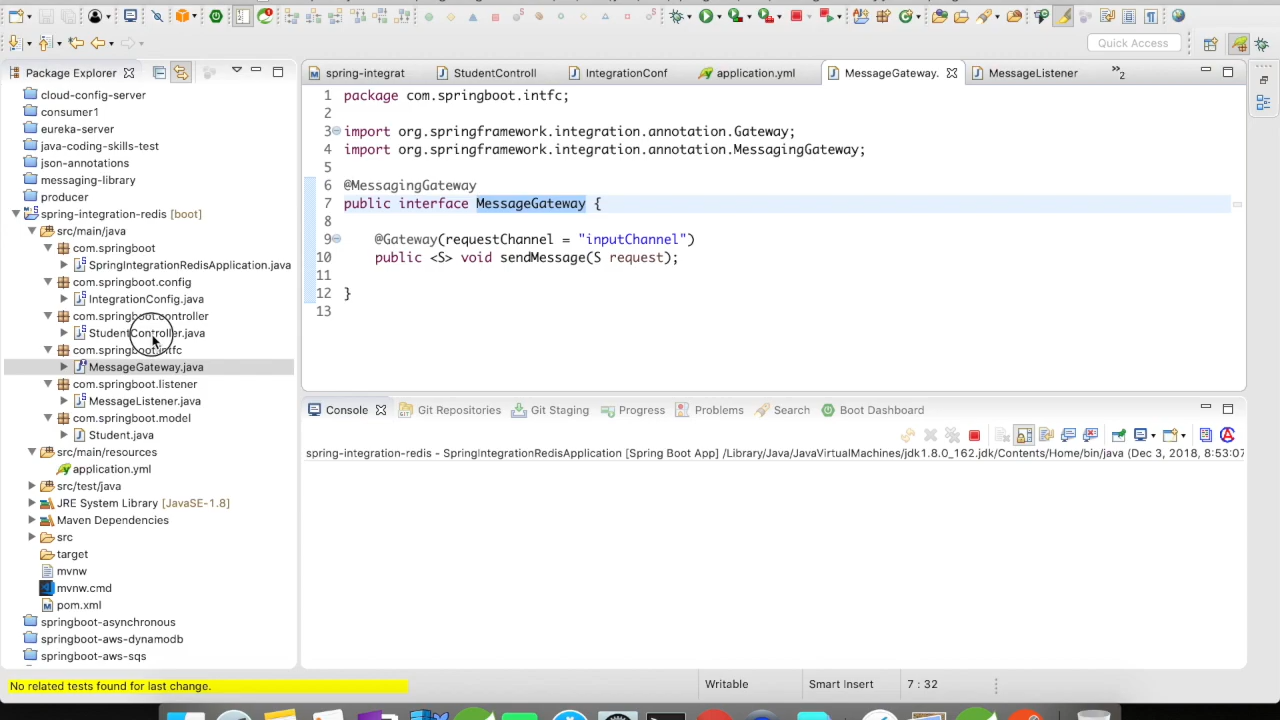 Quick Access
Package Explorer
cloud-config-server
consumer1
eureka-server
java-coding-skills-test
json-annotations
messaging-library
producer
spring-integration-redis [boot]
src/main/java
com.springboot
SpringIntegrationRedisApplication.java
com.springboot.config
IntegrationConfig.java
com.springboot.controller
StudentController.java
com.springboot.intfc
MessageGateway.java
com.springboot.listener
MessageListener.java
com.springboot.model
Student.java
src/main/resources
application.yml
src/test/java
JRE System Library [JavaSE-1.8]
Maven Dependencies
src
target
mvnw
mvnw.cmd
pom.xml
springboot-asynchronous
springboot-aws-dynamodb
springboot-aws-sqs
spring-integrat StudentControll IntegrationConf application.yml MessageGateway. MessageListener »2
1 package com.springboot.intfc;
2
3 import org.springframework.integration.annotation.Gateway;
4 import org.springframework.integration.annotation.MessagingGateway;
5
6 @MessagingGateway
7 public interface MessageGateway {
8
9 @Gateway(requestChannel = "inputChannel")
10 public <S> void sendMessage(S request);
11
12 }
13
Console Git Repositories Git Staging Progress Problems Search Boot Dashboard
spring-integration-redis - SpringIntegrationRedisApplication [Spring Boot App] /Library/Java/JavaVirtualMachines/jdk1.8.0_162.jdk/Contents/Home/bin/java (Dec 3, 2018, 8:53:07
No related tests found for last change.
Writable Smart Insert 7 : 32